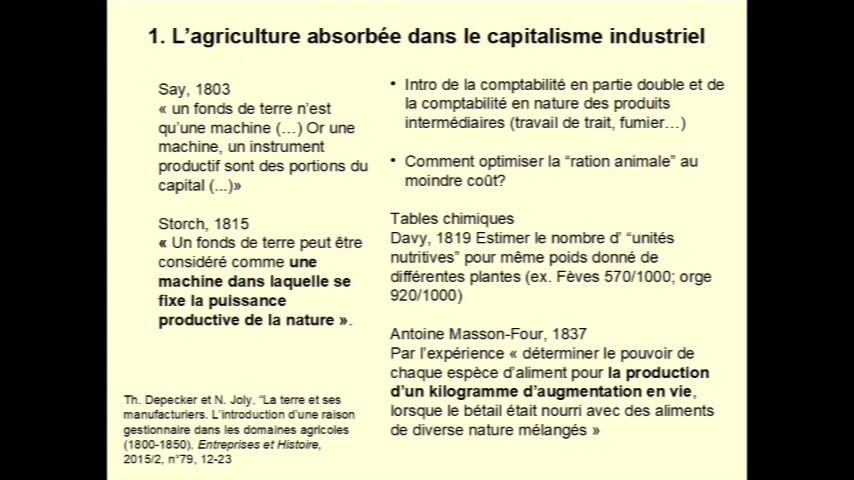 1. L’agriculture absorbée dans le capitalisme industriel
Say, 1803
« un fonds de terre n’est
qu’une machine (…) Or une
machine, un instrument
productif sont des portions du
capital (...)»
Storch, 1815
« Un fonds de terre peut être
considéré comme une
machine dans laquelle se
fixe la puissance
productive de la nature ».
Th. Depecker et N. Joly, “La terre et ses
manufacturiers. L’introduction d’une raison
gestionnaire dans les domaines agricoles
(1800-1850), Entreprises et Histoire,
2015/2, n°79, 12-23
• Intro de la comptabilité en partie double et de
la comptabilité en nature des produits
intermédiaires (travail de trait, fumier…)
• Comment optimiser la “ration animale” au
moindre coût?
Tables chimiques
Davy, 1819 Estimer le nombre d’ “unités
nutritives” pour même poids donné de
différentes plantes (ex. Fèves 570/1000; orge
920/1000)
Antoine Masson-Four, 1837
Par l’expérience « déterminer le pouvoir de
chaque espèce d’aliment pour la production
d’un kilogramme d’augmentation en vie,
lorsque le bétail était nourri avec des aliments
de diverse nature mélangés »